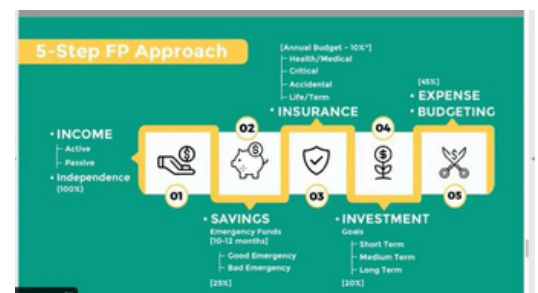 5-Step FP Approach
[Annual Budget - 10%*]
Health/Medical
Critical
Accidental
Life/Term
• INSURANCE
[45%]
• EXPENSE
• BUDGETING
• INCOME
Active
Passive
• Independence
(100%)
02
04
01
03
05
• SAVINGS
Emergency Funds
[10-12 months]
Good Emergency
Bad Emergency
[25%]
• INVESTMENT
Goals
Short Term
Medium Term
Long Term
[20%]